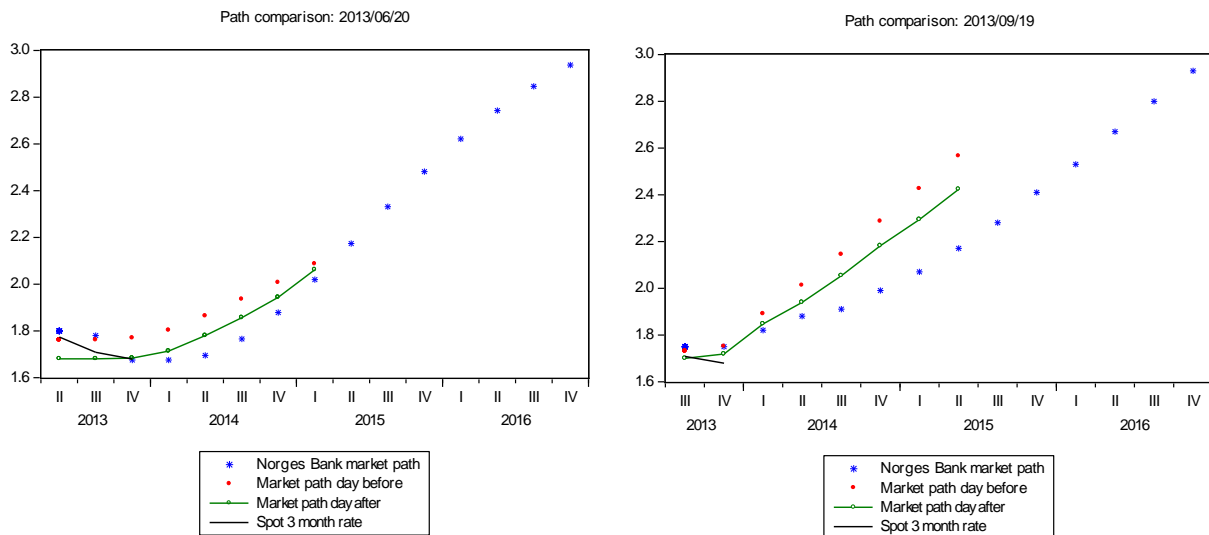 Path comparison: 2013/06/20
3.0
2.8
2.6
2.4
2.2
2.0
1.8
1.6
II III IV I II III IV I II III IV I II III IV
2013 2014 2015 2016
Norges Bank market path
Market path day before
Market path day after
Spot 3 month rate
Path comparison: 2013/09/19
3.0
2.8
2.6
2.4
2.2
2.0
1.8
1.6
III IV I II III IV I II III IV I II III IV
2013 2014 2015 2016
Norges Bank market path
Market path day before
Market path day after
Spot 3 month rate